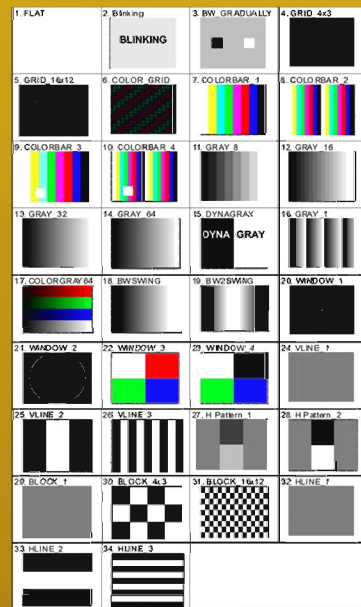 1. FLAT
2. Blinking
3. BW_GRADUALLY
4. GRID_4x3
BLINKING
5. GRID_16x12
6. COLOR_GRID
7. COLORBAR_1
8. COLORBAR_2
9. COLORBAR_3
10. COLORBAR_4
11. GRAY_8
12. GRAY_16
13. GRAY_32
14. GRAY_64
15. DYNAGRAY
16. GRAY_1
DYNA GRAY
17. COLORGRAY64
18. BWSWING
19. BW2SWING
20. WINDOW_1
21. WINDOW_2
22. WINDOW_3
23. WINDOW_4
24. VLINE_1
25. VLINE_2
26. VLINE_3
27. H Pattern_1
28. H Pattern_2
29. BLOCK_1
30. BLOCK_4x3
31. BLOCK_16x12
32. HLINE_1
33. HLINE_2
34. HLINE_3